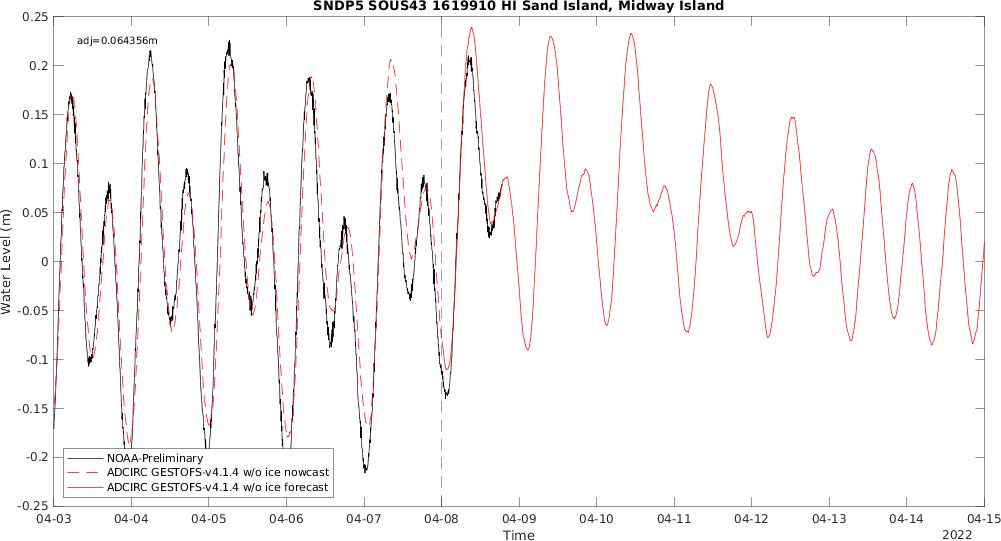 SNDP5 SOUS43 1619910 HI Sand Island, Midway Island
adj=0.064356m
0.25
0.2
0.15
0.1
0.05
0
-0.05
-0.1
-0.15
-0.2
-0.25
Water Level (m)
NOAA-Preliminary
ADCIRC GESTOFS-v4.1.4 w/o ice nowcast
ADCIRC GESTOFS-v4.1.4 w/o ice forecast
04-03 04-04 04-05 04-06 04-07 04-08 04-09 04-10 04-11 04-12 04-13 04-14 04-15
Time
2022